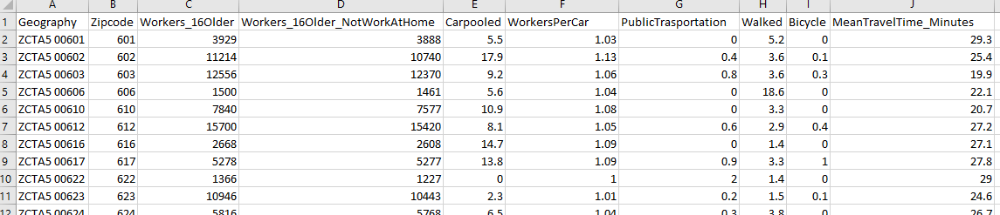 A B C D E F G H I J
1 Geography Zipcode Workers_16Older Workers_16Older_NotWorkAtHome Carpooled WorkersPerCar PublicTrasportation Walked Bicycle MeanTravelTime_Minutes
2 ZCTA5 00601 601 3929 3888 5.5 1.03 0 5.2 0 29.3
3 ZCTA5 00602 602 11214 10740 17.9 1.13 0.4 3.6 0.1 25.4
4 ZCTA5 00603 603 12556 12370 9.2 1.06 0.8 3.6 0.3 19.9
5 ZCTA5 00606 606 1500 1461 5.6 1.04 0 18.6 0 22.1
6 ZCTA5 00610 610 7840 7577 10.9 1.08 0 3.3 0 20.7
7 ZCTA5 00612 612 15700 15420 8.1 1.05 0.6 2.9 0.4 27.2
8 ZCTA5 00616 616 2668 2608 14.7 1.09 0 1.4 0 27.1
9 ZCTA5 00617 617 5278 5277 13.8 1.09 0.9 3.3 1 27.8
10 ZCTA5 00622 622 1366 1227 0 1 2 1.4 0 29
11 ZCTA5 00623 623 10946 10443 2.3 1.01 0.2 1.5 0.1 24.6
12 ZCTA5 00624 624 5816 5768 6.5 1.04 0.3 3.8 0 26.7